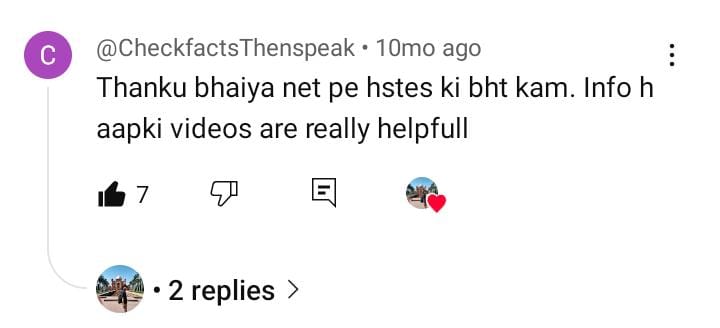 C
@CheckfactsThenspeak • 10mo ago
Thanku bhaiya net pe hstes ki bht kam. Info h
aapki videos are really helpfull
7
• 2 replies